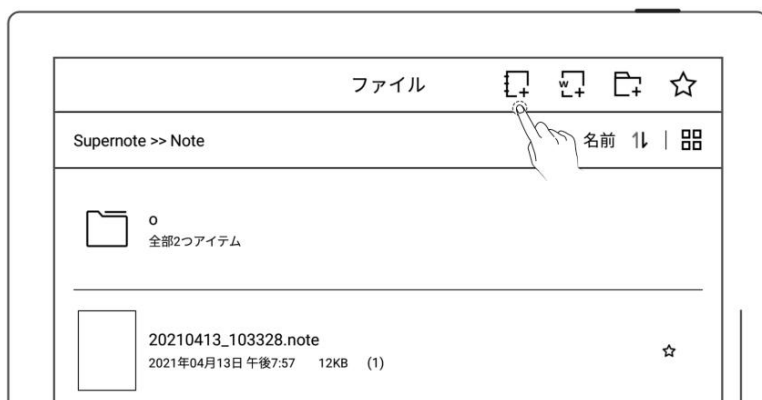 ファイル
W
Supernote >> Note
名前
o
全部2つアイテム
20210413_103328.note
2021年04月13日 午後7:57 12KB (1)